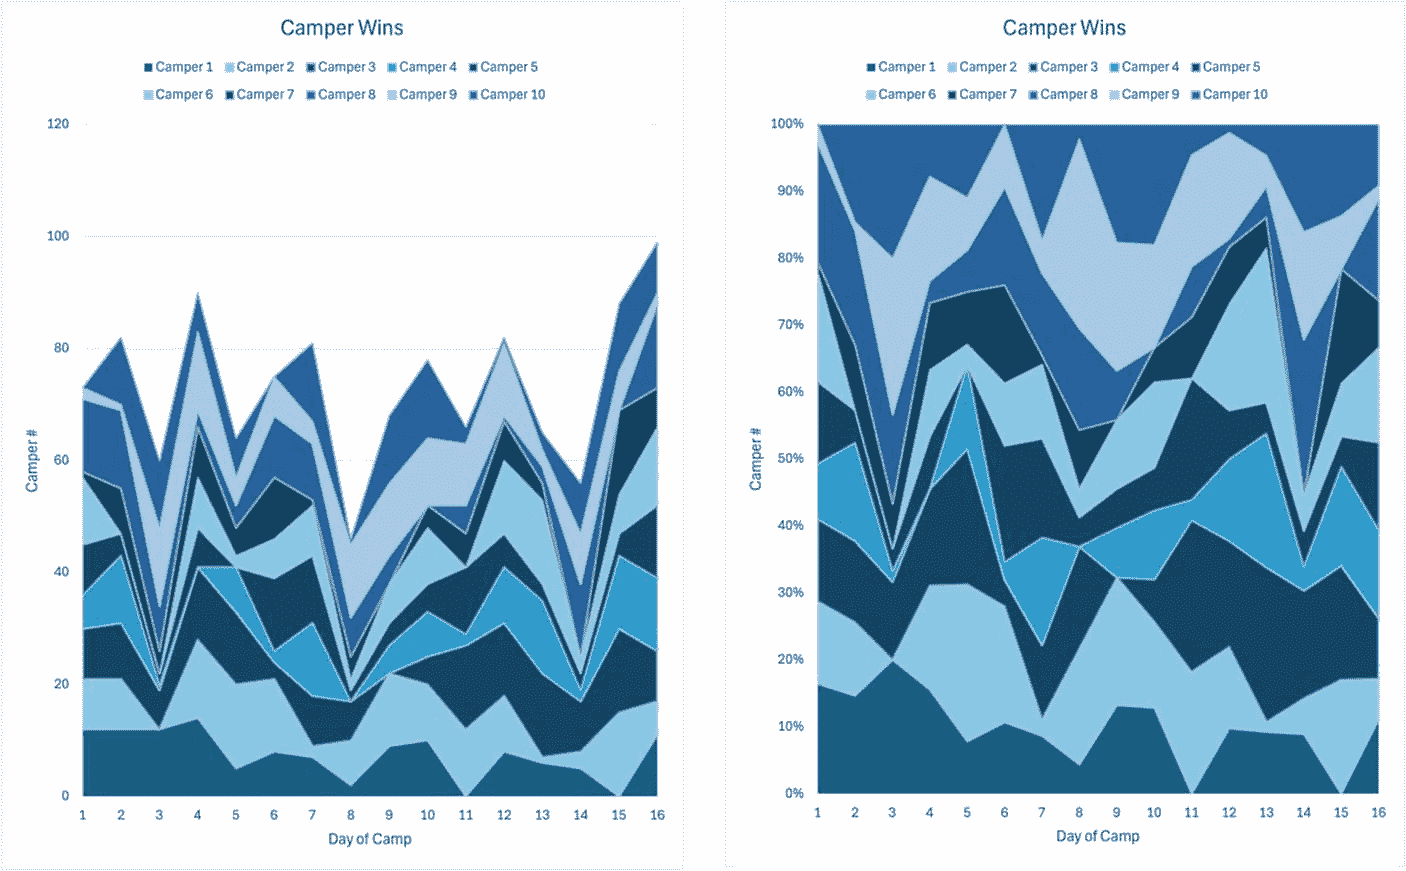 Camper Wins
Camper 1 Camper 2 Camper 3 Camper 4 Camper 5
Camper 6 Camper 7 Camper 8 Camper 9 Camper 10
120
100
80
60
40
20
0
Camper #
1 2 3 4 5 6 7 8 9 10 11 12 13 14 15 16
Day of Camp
Camper Wins
Camper 1 Camper 2 Camper 3 Camper 4 Camper 5
Camper 6 Camper 7 Camper 8 Camper 9 Camper 10
100%
90%
80%
70%
60%
50%
40%
30%
20%
10%
0%
Camper #
1 2 3 4 5 6 7 8 9 10 11 12 13 14 15 16
Day of Camp